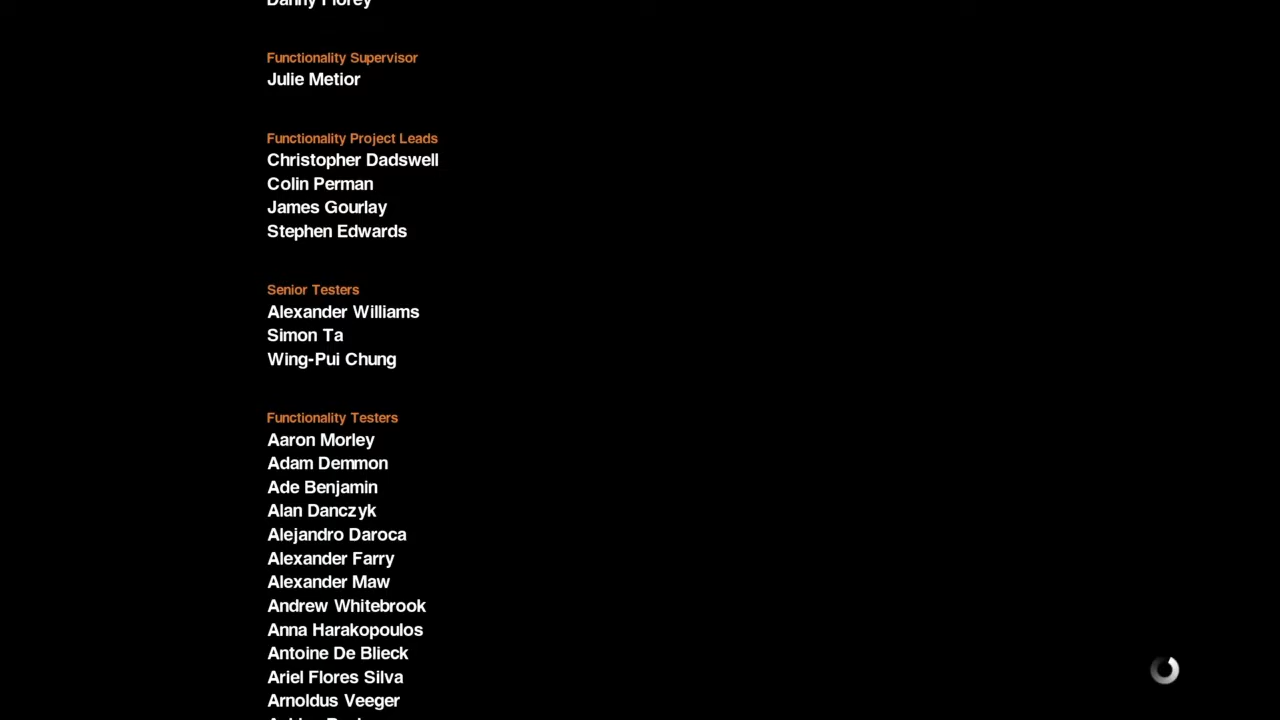 Danny Florey
Functionality Supervisor
Julie Metior
Functionality Project Leads
Christopher Dadswell
Colin Perman
James Gourlay
Stephen Edwards
Senior Testers
Alexander Williams
Simon Ta
Wing-Pui Chung
Functionality Testers
Aaron Morley
Adam Demmon
Ade Benjamin
Alan Danczyk
Alejandro Daroca
Alexander Farry
Alexander Maw
Andrew Whitebrook
Anna Harakopoulos
Antoine De Blieck
Ariel Flores Silva
Arnoldus Veeger